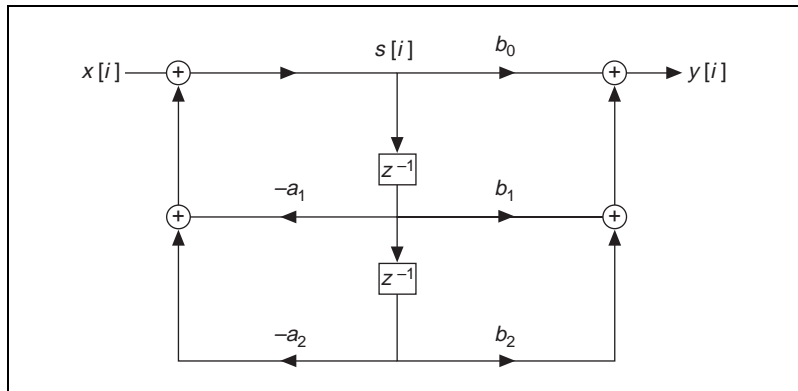 s[i] b₀
x[i] + + y[i]
z⁻¹
–a₁ b₁
+ +
z⁻¹
–a₂ b₂